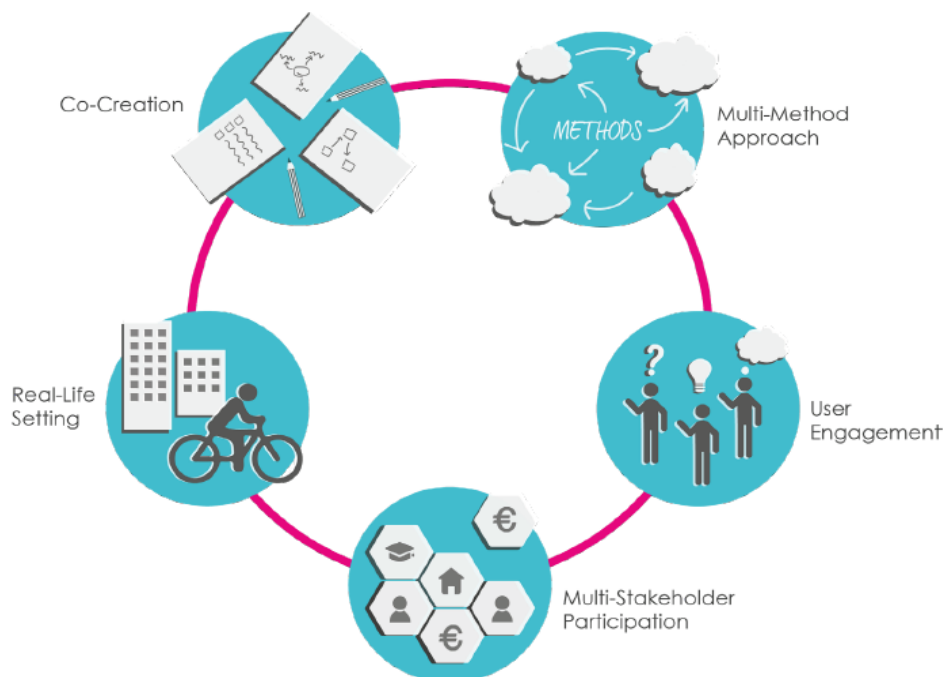 Co-Creation
METHODS
Multi-Method
Approach
Real-Life
Setting
?
User
Engagement
€
€
Multi-Stakeholder
Participation